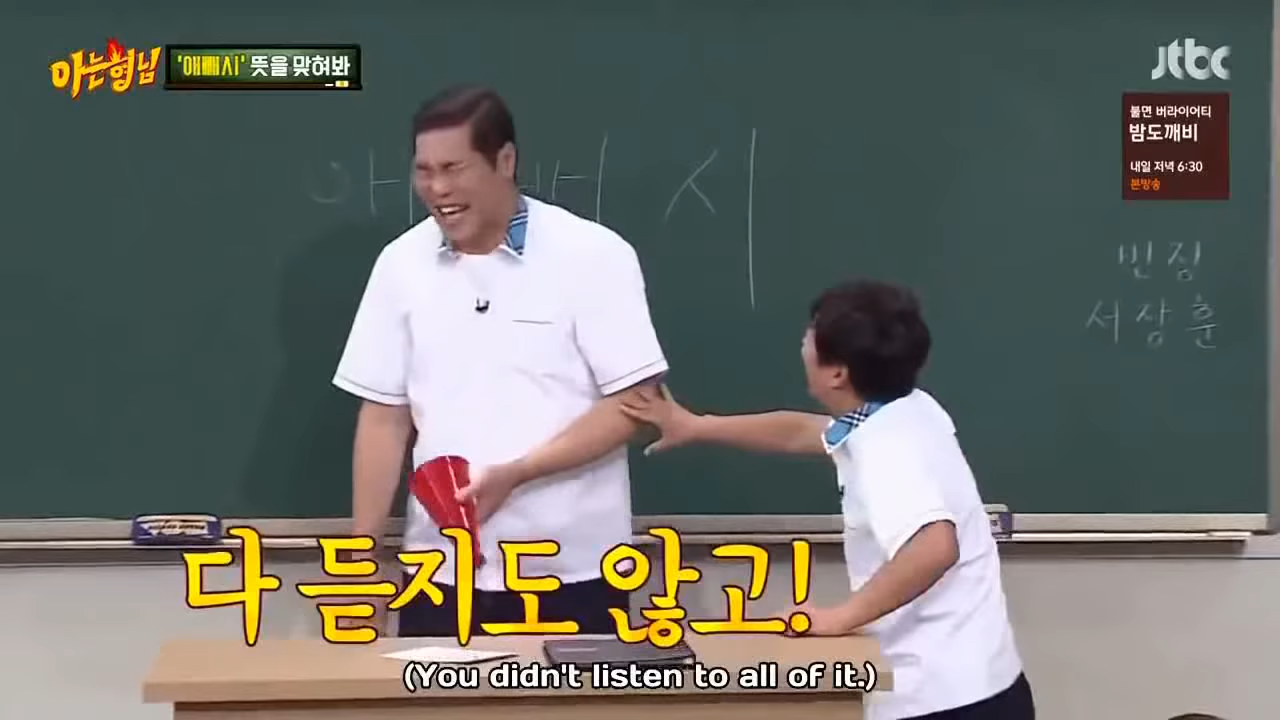 아는형님
'애빼시' 뜻을 맞혀봐
jtbc
불면 버라이어티
밤도깨비
내일 저녁 6:30
본방송
시
빈짐
서장훈
다 듣지도 않고!
(You didn't listen to all of it.)